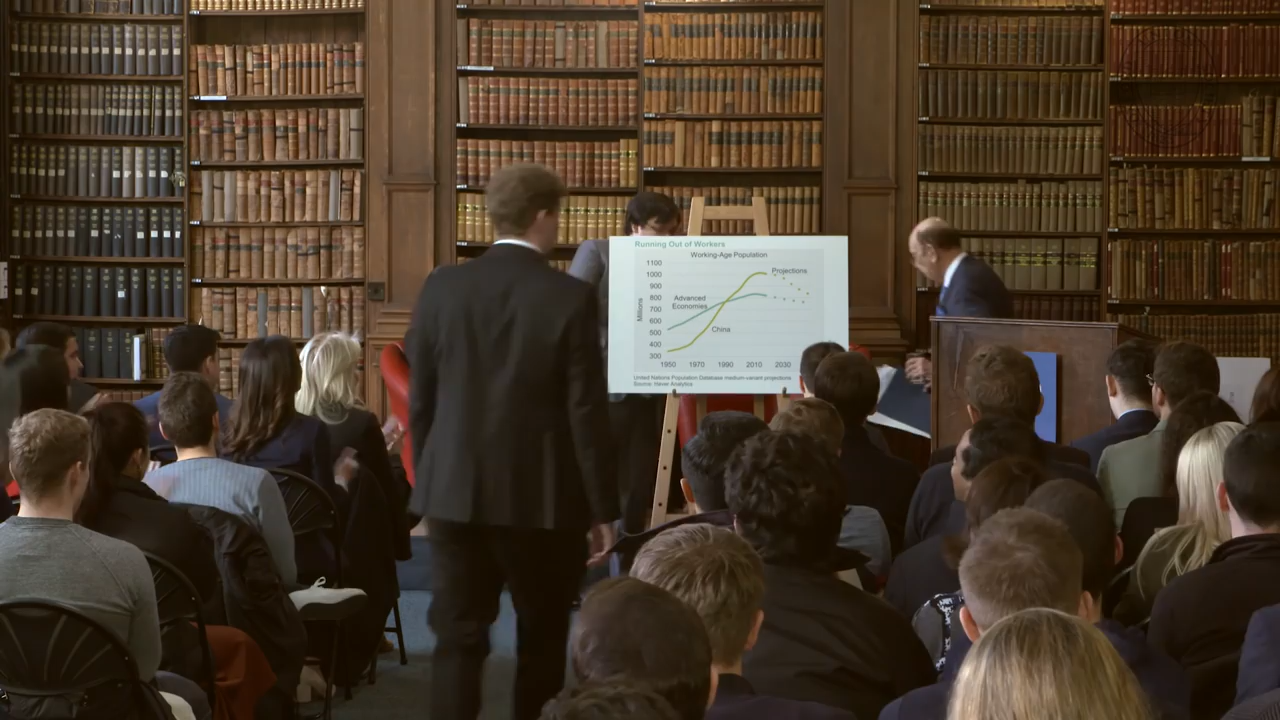 Running Out of Workers
Working-Age Population
1100
1000
900
800
700
600
500
400
300
Millions
Projections
Advanced
Economies
China
1950 1970 1990 2010 2030
United Nations Population Database medium-variant projections
Source: Haver Analytics